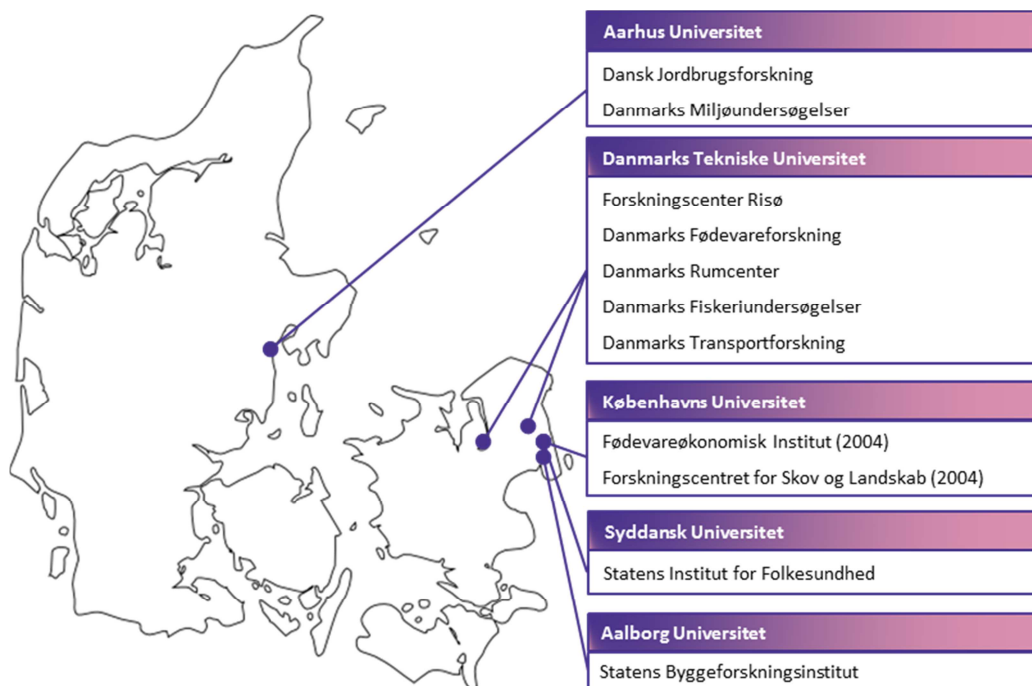 Aarhus Universitet
Dansk Jordbrugsforskning
Danmarks Miljøundersøgelser
Danmarks Tekniske Universitet
Forskningscenter Risø
Danmarks Fødevareforskning
Danmarks Rumcenter
Danmarks Fiskeriundersøgelser
Danmarks Transportforskning
Københavns Universitet
Fødevareøkonomisk Institut (2004)
Forskningscentret for Skov og Landskab (2004)
Syddansk Universitet
Statens Institut for Folkesundhed
Aalborg Universitet
Statens Byggeforskningsinstitut